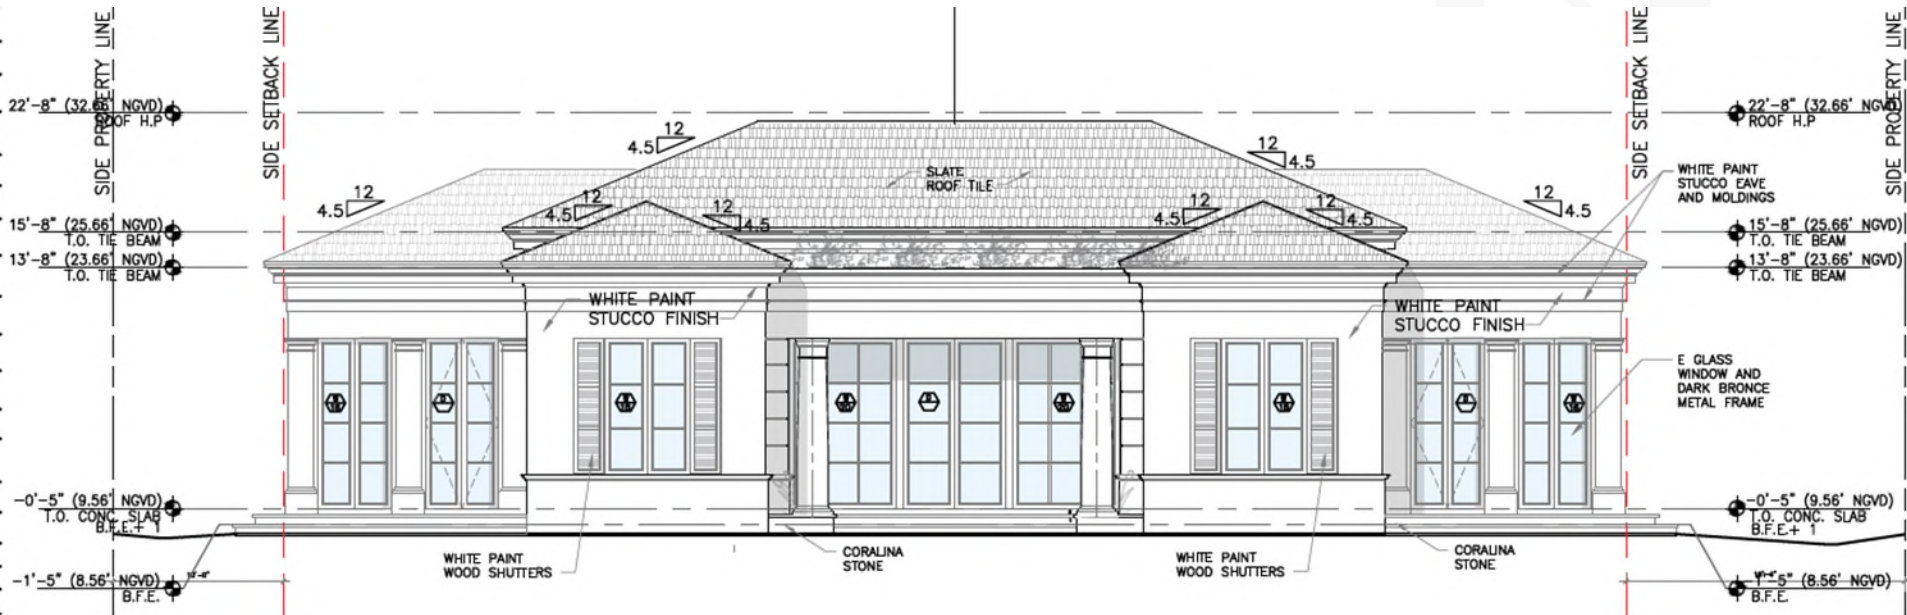 SIDE PROPERTY LINE
SIDE SETBACK LINE
SIDE SETBACK LINE
SIDE PROPERTY LINE
22'-8" (32.66' NGVD)
ROOF H.P
22'-8" (32.66' NGVD)
ROOF H.P
12
4.5
12
4.5
12
4.5
12
4.5
12
4.5
12
4.5
12
4.5
12
4.5
SLATE
ROOF TILE
WHITE PAINT
STUCCO EAVE
AND MOLDINGS
15'-8" (25.66' NGVD)
T.O. TIE BEAM
13'-8" (23.66' NGVD)
T.O. TIE BEAM
15'-8" (25.66' NGVD)
T.O. TIE BEAM
13'-8" (23.66' NGVD)
T.O. TIE BEAM
WHITE PAINT
STUCCO FINISH
WHITE PAINT
STUCCO FINISH
E GLASS
WINDOW AND
DARK BRONCE
METAL FRAME
-0'-5" (9.56' NGVD)
T.O. CONC. SLAB
B.F.E.+ 1
-0'-5" (9.56' NGVD)
T.O. CONC. SLAB
B.F.E.+ 1
WHITE PAINT
WOOD SHUTTERS
CORALINA
STONE
WHITE PAINT
WOOD SHUTTERS
CORALINA
STONE
-1'-5" (8.56' NGVD)
B.F.E.
-1'-5" (8.56' NGVD)
B.F.E.